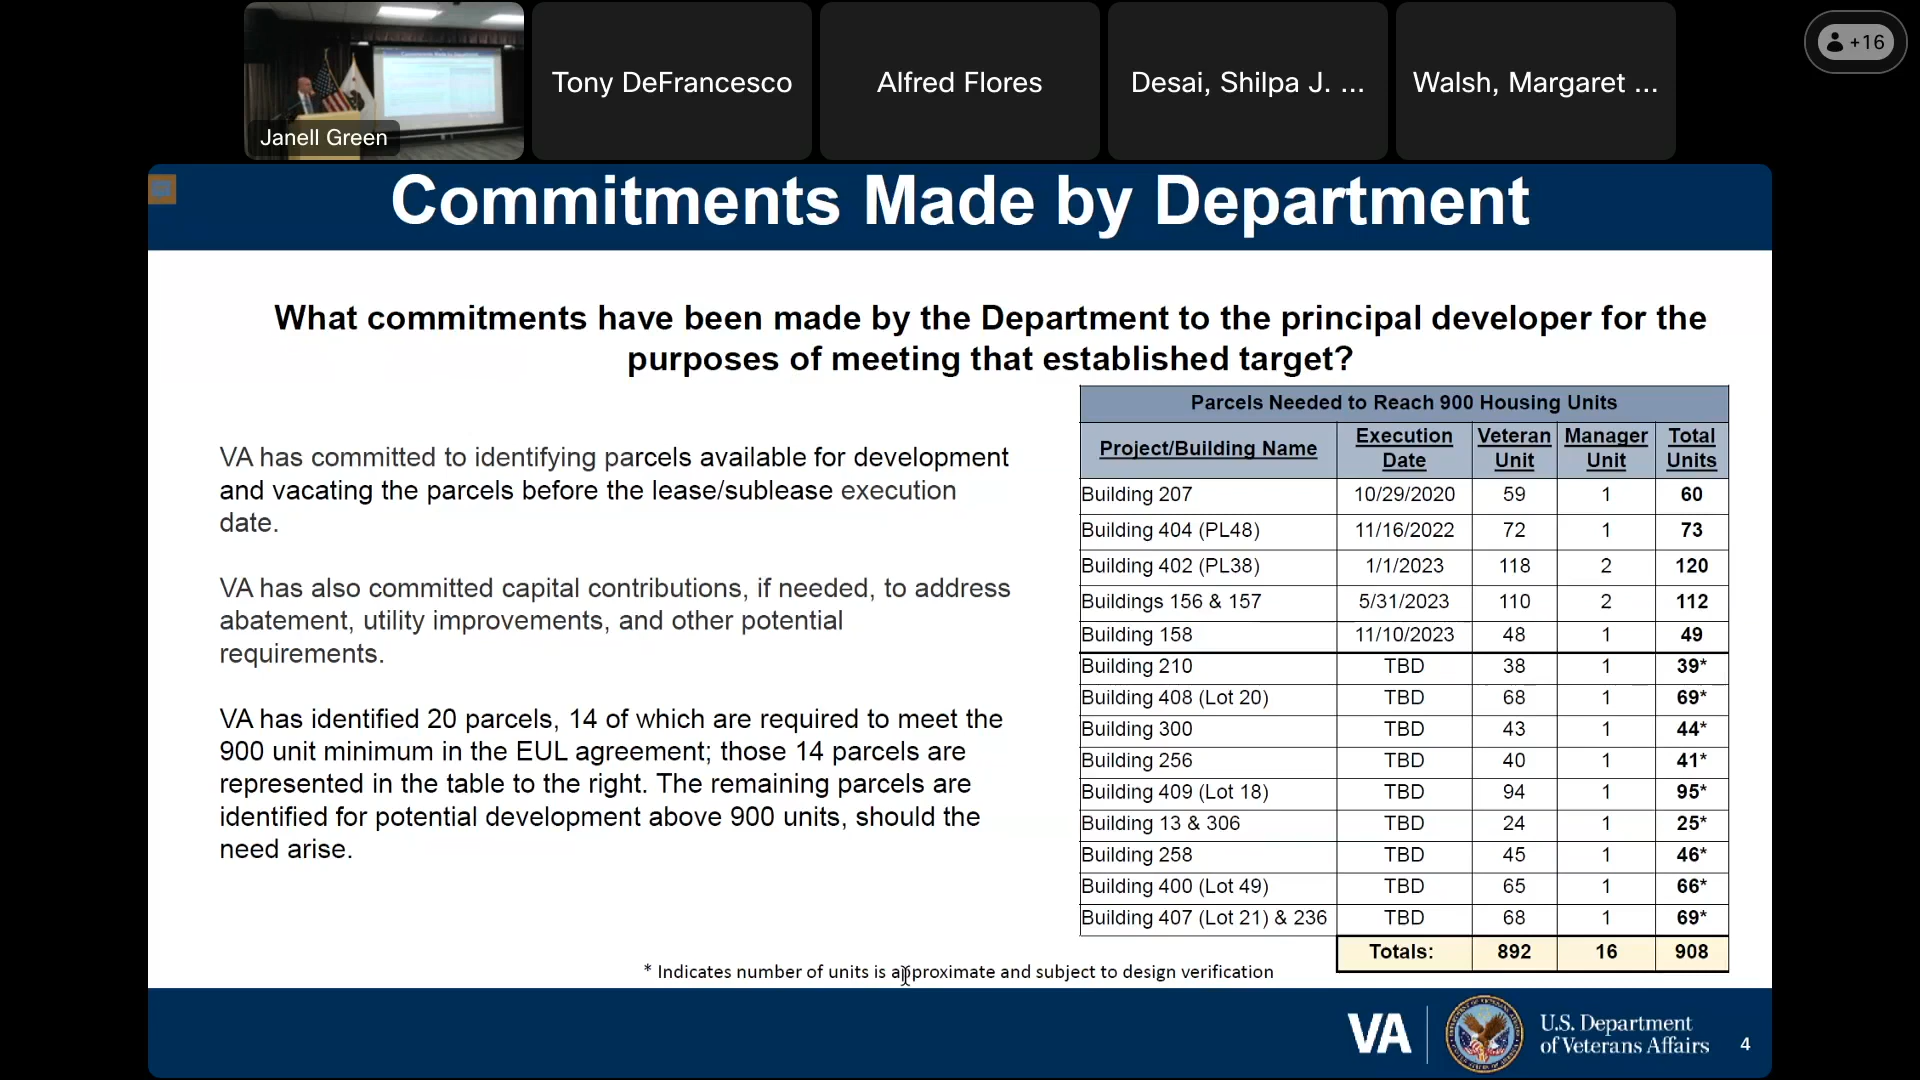 Janell Green
Tony DeFrancesco
Alfred Flores
Desai, Shilpa J. ...
Walsh, Margaret ...
+16
Commitments Made by Department
What commitments have been made by the Department to the principal developer for the
purposes of meeting that established target?
VA has committed to identifying parcels available for development
and vacating the parcels before the lease/sublease execution
date.
VA has also committed capital contributions, if needed, to address
abatement, utility improvements, and other potential
requirements.
VA has identified 20 parcels, 14 of which are required to meet the
900 unit minimum in the EUL agreement; those 14 parcels are
represented in the table to the right. The remaining parcels are
identified for potential development above 900 units, should the
need arise.
Parcels Needed to Reach 900 Housing Units
Project/Building Name Execution Date Veteran Unit Manager Unit Total Units
Building 207 10/29/2020 59 1 60
Building 404 (PL48) 11/16/2022 72 1 73
Building 402 (PL38) 1/1/2023 118 2 120
Buildings 156 & 157 5/31/2023 110 2 112
Building 158 11/10/2023 48 1 49
Building 210 TBD 38 1 39*
Building 408 (Lot 20) TBD 68 1 69*
Building 300 TBD 43 1 44*
Building 256 TBD 40 1 41*
Building 409 (Lot 18) TBD 94 1 95*
Building 13 & 306 TBD 24 1 25*
Building 258 TBD 45 1 46*
Building 400 (Lot 49) TBD 65 1 66*
Building 407 (Lot 21) & 236 TBD 68 1 69*
Totals: 892 16 908
* Indicates number of units is approximate and subject to design verification
VA
U.S. Department
of Veterans Affairs
4